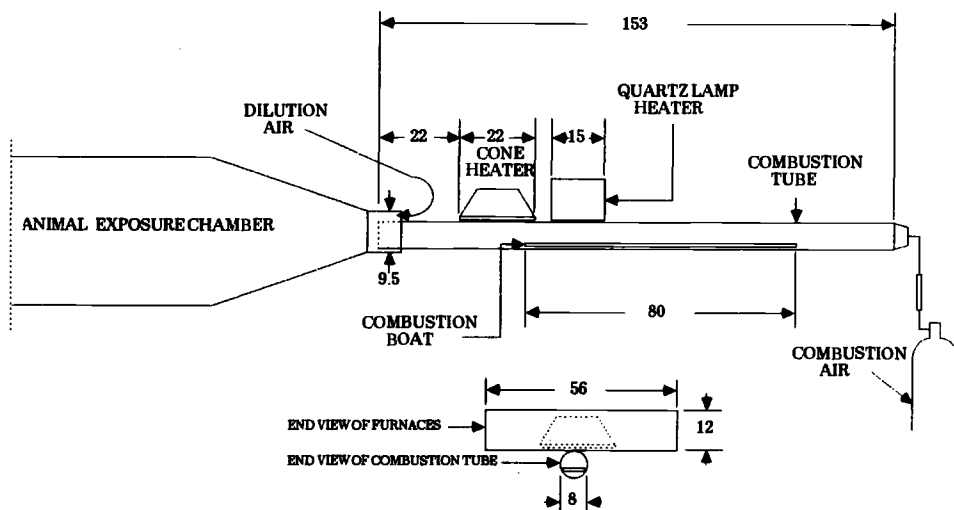 153
DILUTION
AIR
QUARTZ LAMP
HEATER
22
22
15
CONE
HEATER
COMBUSTION
TUBE
ANIMAL EXPOSURE CHAMBER
9.5
80
COMBUSTION
BOAT
COMBUSTION
AIR
56
END VIEW OF FURNACES
12
END VIEW OF COMBUSTION TUBE
8